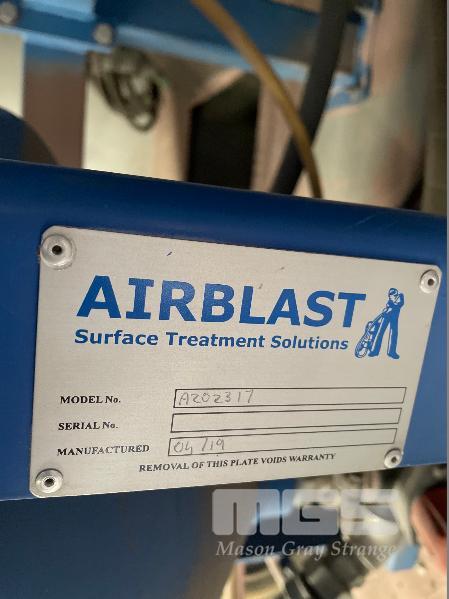 AIRBLAST
Surface Treatment Solutions
MODEL No. A202317
SERIAL No.
MANUFACTURED 04/19
REMOVAL OF THIS PLATE VOIDS WARRANTY
MGS
Mason Gray Strange